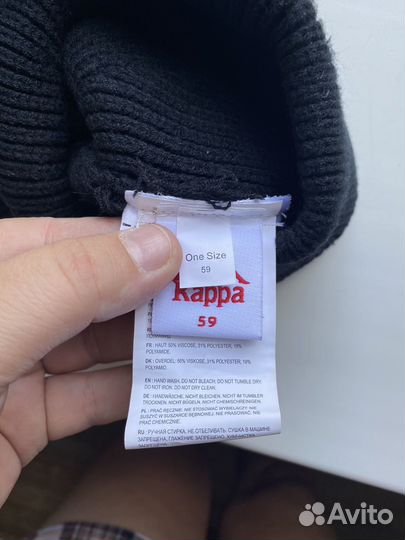 One Size
59
Kappa
59
POLIAMID.
FR: HAUT: 50% VISCOSE, 31% POLYESTER, 19%
POLYAMIDE.
DK: OVERDEL: 50% VISKOSE, 31% POLYESTER, 19%
EN: HAND WASH. DO NOT BLEACH. DO NOT TUMBLE DRY.
DO NOT IRON. DO NOT DRY CLEAN.
DE: HANDWÄSCHE. NICHT BLEICHEN. NICHT IM TUMBLER
TROCKNEN. NICHT BÜGELN. NICHT CHEMISCHREINIGEN.
PL: PRAĆ RĘCZNIE. NIE STOSOWAĆ WYBIELACZY. NIE
SUSZYĆ W SUSZARCE BĘBNOWEJ. NIE PRASOWAĆ. NIE
PRAĆ CHEMICZNIE.
RU: РУЧНАЯ СТИРКА. НЕ ОТБЕЛИВАТЬ. СУШКА В МАШИНЕ
ЗАПРЕЩЕНА. ГЛАЖЕНИЕ ЗАПРЕЩЕНО. ХИМЧИСТКА
Avito